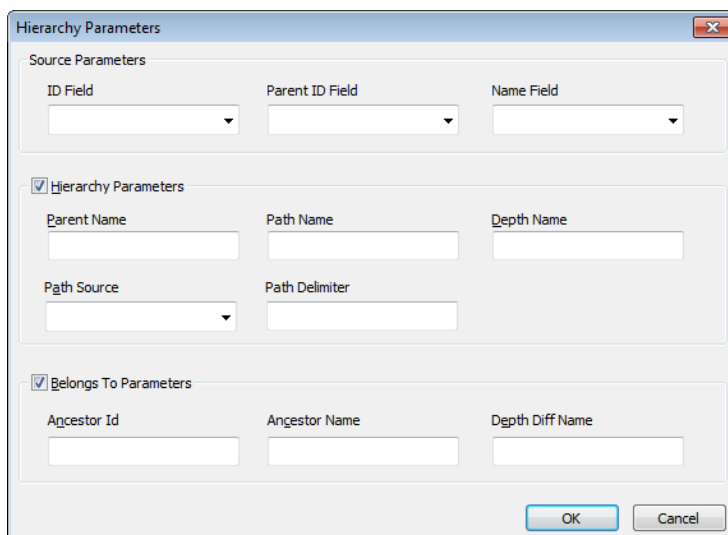 Hierarchy Parameters
Source Parameters
ID Field Parent ID Field Name Field
Hierarchy Parameters
Parent Name Path Name Depth Name
Path Source Path Delimiter
Belongs To Parameters
Ancestor Id Ancestor Name Depth Diff Name
OK Cancel